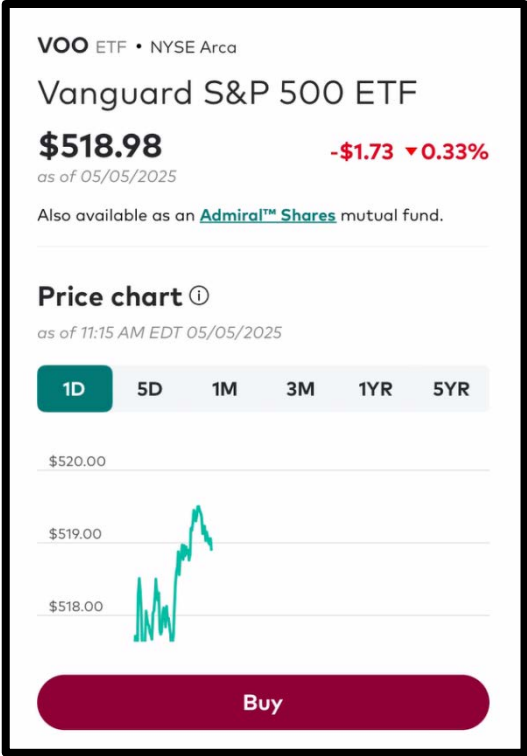 VOO ETF • NYSE Arca
Vanguard S&P 500 ETF
$518.98 -$1.73 ▼0.33%
as of 05/05/2025
Also available as an Admiral™ Shares mutual fund.
Price chart ⓘ
as of 11:15 AM EDT 05/05/2025
1D 5D 1M 3M 1YR 5YR
$520.00
$519.00
$518.00
Buy